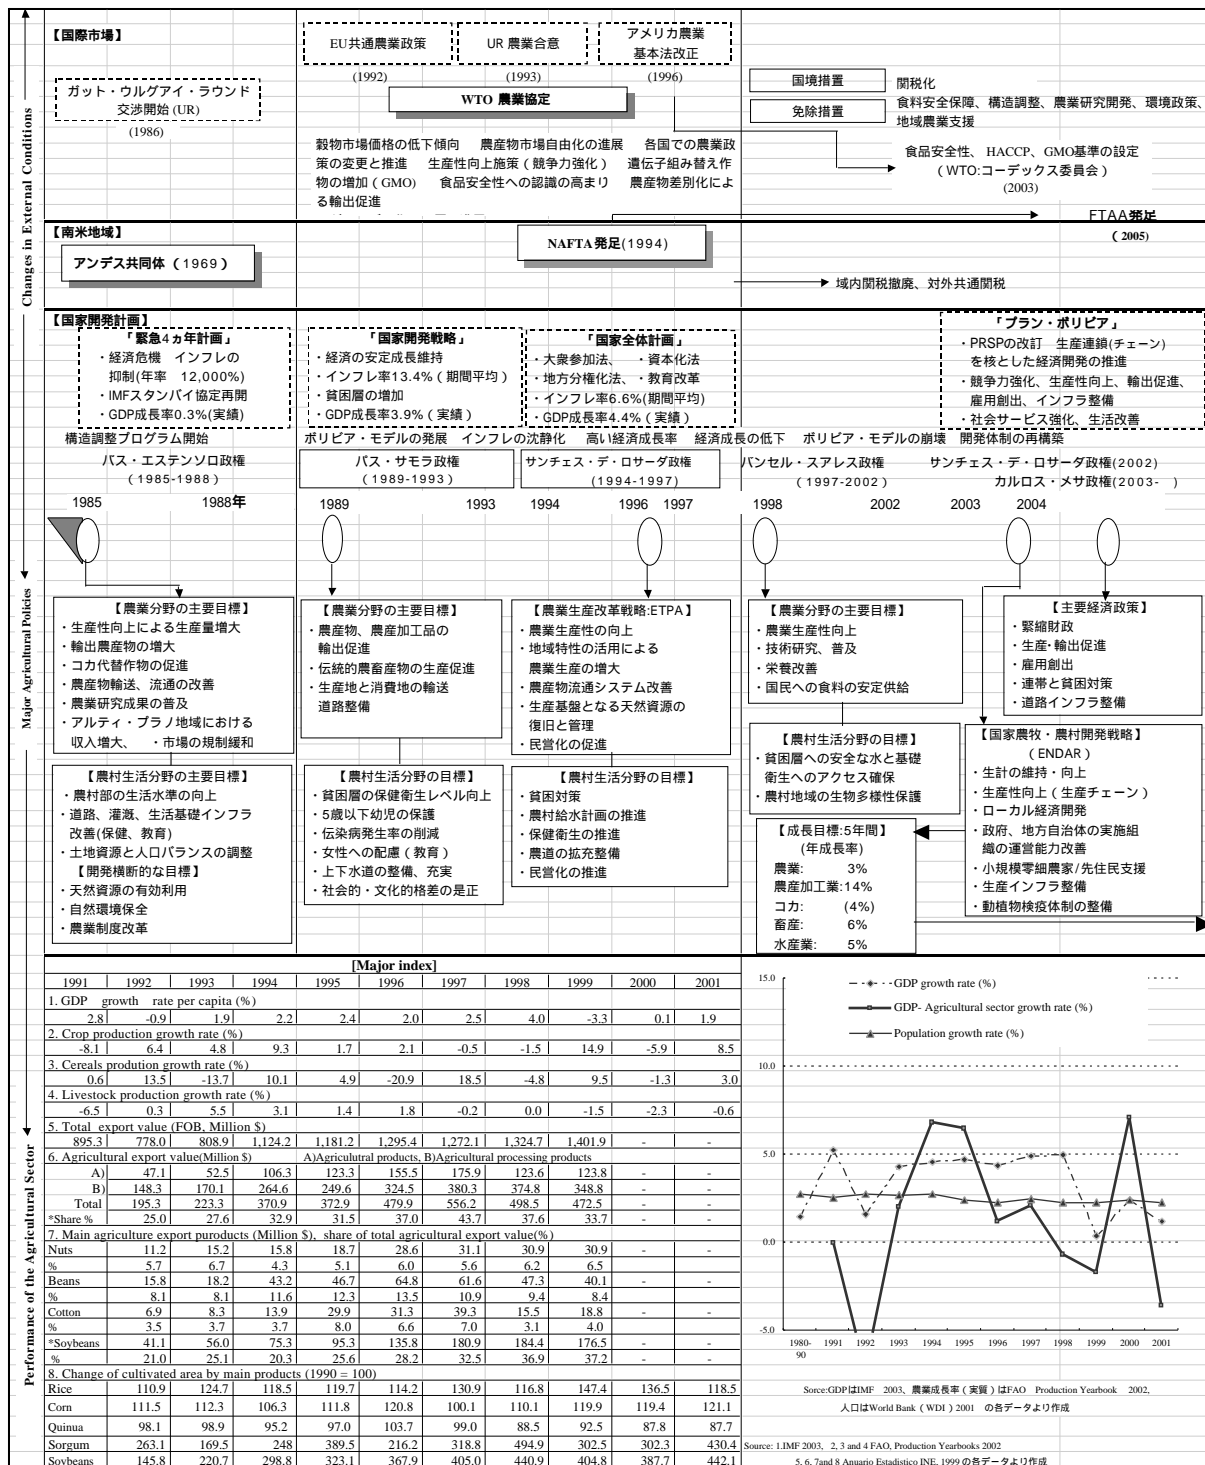 【国際市場】
EU共通農業政策
UR 農業合意
アメリカ農業
基本法改正
(1992)
(1993)
(1996)
ガット・ウルグアイ・ラウンド
交渉開始 (UR)
(1986)
WTO 農業協定
国境措置
関税化
免除措置
食料安全保障、構造調整、農業研究開発、環境政策、
地域農業支援
穀物市場価格の低下傾向 農産物市場自由化の進展 各国での農業政
策の変更と推進 生産性向上施策（競争力強化） 遺伝子組み替え作
物の増加（GMO) 食品安全性への認識の高まり 農産物差別化によ
る輸出促進
食品安全性、 HACCP、GMO基準の設定
（WTO:コーデックス委員会）
(2003)
FTAA発足
（ 2005)
Changes in External Conditions
【南米地域】
アンデス共同体（1969）
NAFTA 発足(1994）
域内関税撤廃、対外共通関税
【国家開発計画】
「緊急4ヵ年計画」
・経済危機 インフレの
抑制(年率 12,000%)
・IMFスタンバイ協定再開
・GDP成長率0.3%(実績)
「国家開発戦略」
・経済の安定成長維持
・インフレ率13.4%（期間平均）
・貧困層の増加
・GDP成長率3.9%（実績）
「国家全体計画」
・大衆参加法、 ・資本化法
・地方分権化法、・教育改革
・インフレ率6.6%(期間平均)
・GDP成長率4.4%（実績）
「プラン・ボリビア」
・PRSPの改訂 生産連鎖(チェーン）
を核とした経済開発の推進
・競争力強化、生産性向上、輸出促進、
雇用創出、インフラ整備
・社会サービス強化、生活改善
構造調整プログラム開始
ボリビア・モデルの発展 インフレの沈静化 高い経済成長率 経済成長の低下 ボリビア・モデルの崩壊 開発体制の再構築
パス・エステンソロ政権
（1985-1988）
パス・サモラ政権
（1989-1993）
サンチェス・デ・ロサーダ政権
（1994-1997）
バンセル・スアレス政権
（1997-2002）
サンチェス・デ・ロサーダ政権(2002)
カルロス・メサ政権(2003- ）
1985 1988年 1989 1993 1994 1996 1997 1998 2002 2003 2004
Major Agricultural Policies
【農業分野の主要目標】
・生産性向上による生産量増大
・輸出農産物の増大
・コカ代替作物の促進
・農産物輸送、流通の改善
・農業研究成果の普及
・アルティ・プラノ地域における
収入増大、 ・市場の規制緩和
【農業分野の主要目標】
・農産物、農産加工品の
輸出促進
・伝統的農畜産物の生産促進
・生産地と消費地の輸送
道路整備
【農業生産改革戦略:ETPA】
・農業生産性の向上
・地域特性の活用による
農業生産の増大
・農産物流通システム改善
・生産基盤となる天然資源の
復旧と管理
・民営化の促進
【農業分野の主要目標】
・農業生産性向上
・技術研究、普及
・栄養改善
・国民への食料の安定供給
【主要経済政策】
・緊縮財政
・生産・輸出促進
・雇用創出
・連帯と貧困対策
・道路インフラ整備
【農村生活分野の主要目標】
・農村部の生活水準の向上
・道路、灌漑、生活基礎インフラ
改善(保健、教育)
・土地資源と人口バランスの調整
【開発横断的な目標】
・天然資源の有効利用
・自然環境保全
・農業制度改革
【農村生活分野の目標】
・貧困層の保健衛生レベル向上
・5歳以下幼児の保護
・伝染病発生率の削減
・女性への配慮（教育）
・上下水道の整備、充実
・社会的・文化的格差の是正
【農村生活分野の目標】
・貧困対策
・農村給水計画の推進
・保健衛生の推進
・農道の拡充整備
・民営化の推進
【農村生活分野の目標】
・貧困層への安全な水と基礎
衛生へのアクセス確保
・農村地域の生物多様性保護
【成長目標:5年間】
(年成長率)
農業: 3%
農産加工業:14%
コカ: (4%)
畜産: 6%
水産業: 5%
【国家農牧・農村開発戦略】
（ENDAR）
・生計の維持・向上
・生産性向上（生産チェーン）
・ローカル経済開発
・政府、地方自治体の実施組
織の運営能力改善
・小規模零細農家/先住民支援
・生産インフラ整備
・動植物検疫体制の整備
Performance of the Agricultural Sector
[Major index]
1991 1992 1993 1994 1995 1996 1997 1998 1999 2000 2001
1. GDP growth rate per capita (%)
2.8 -0.9 1.9 2.2 2.4 2.0 2.5 4.0 -3.3 0.1 1.9
2. Crop production growth rate (%)
-8.1 6.4 4.8 9.3 1.7 2.1 -0.5 -1.5 14.9 -5.9 8.5
3. Cereals prodution growth rate (%)
0.6 13.5 -13.7 10.1 4.9 -20.9 18.5 -4.8 9.5 -1.3 3.0
4. Livestock production growth rate (%)
-6.5 0.3 5.5 3.1 1.4 1.8 -0.2 0.0 -1.5 -2.3 -0.6
5. Total export value (FOB, Million $)
895.3 778.0 808.9 1,124.2 1,181.2 1,295.4 1,272.1 1,324.7 1,401.9 - -
6. Agricultural export value(Million $) A)Agriculutral products, B)Agricultural processing products
A) 47.1 52.5 106.3 123.3 155.5 175.9 123.6 123.8 - -
B) 148.3 170.1 264.6 249.6 324.5 380.3 374.8 348.8 - -
Total 195.3 223.3 370.9 372.9 479.9 556.2 498.5 472.5 - -
*Share % 25.0 27.6 32.9 31.5 37.0 43.7 37.6 33.7 - -
7. Main agriculture export puroducts (Million $), share of total agricultural export value(%)
Nuts 11.2 15.2 15.8 18.7 28.6 31.1 30.9 30.9 - -
% 5.7 6.7 4.3 5.1 6.0 5.6 6.2 6.5
Beans 15.8 18.2 43.2 46.7 64.8 61.6 47.3 40.1 - -
% 8.1 8.1 11.6 12.3 13.5 10.9 9.4 8.4
Cotton 6.9 8.3 13.9 29.9 31.3 39.3 15.5 18.8 - -
% 3.5 3.7 3.7 8.0 6.6 7.0 3.1 4.0
*Soybeans 41.1 56.0 75.3 95.3 135.8 180.9 184.4 176.5 - -
% 21.0 25.1 20.3 25.6 28.2 32.5 36.9 37.2 - -
8. Change of cultivated area by main products (1990 = 100)
Rice 110.9 124.7 118.5 119.7 114.2 130.9 116.8 147.4 136.5 118.5
Corn 111.5 112.3 106.3 111.8 120.8 100.1 110.1 119.9 119.4 121.1
Quinua 98.1 98.9 95.2 97.0 103.7 99.0 88.5 92.5 87.8 87.7
Sorgum 263.1 169.5 248 389.5 216.2 318.8 494.9 302.5 302.3 430.4
Soybeans 145.8 220.7 298.8 323.1 367.9 405.0 440.9 404.8 387.7 442.1
15.0
10.0
5.0
0.0
-5.0
GDP growth rate (%)
GDP- Agricultural sector growth rate (%)
Population growth rate (%)
1980-90 1991 1992 1993 1994 1995 1996 1997 1998 1999 2000 2001
Sorce:GDPはIMF 2003、農業成長率（実質）はFAO Production Yearbook 2002,
人口はWorld Bank（WDI）2001 の各データより作成
Source: 1.IMF 2003, 2, 3 and 4 FAO, Production Yearbooks 2002
5, 6, 7and 8 Anuario Estadistico INE, 1999 の各データより作成